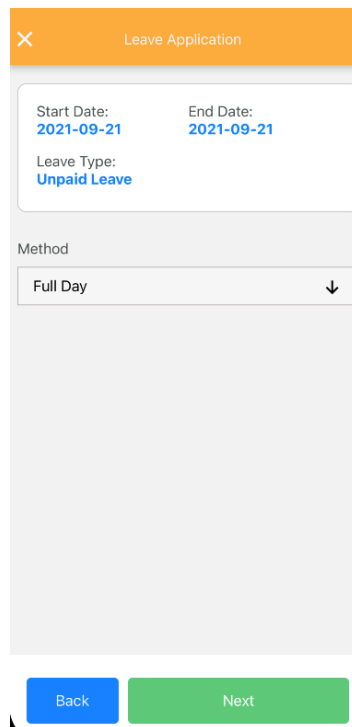 Leave Application
Start Date: End Date:
2021-09-21 2021-09-21
Leave Type:
Unpaid Leave
Method
Full Day
Back Next